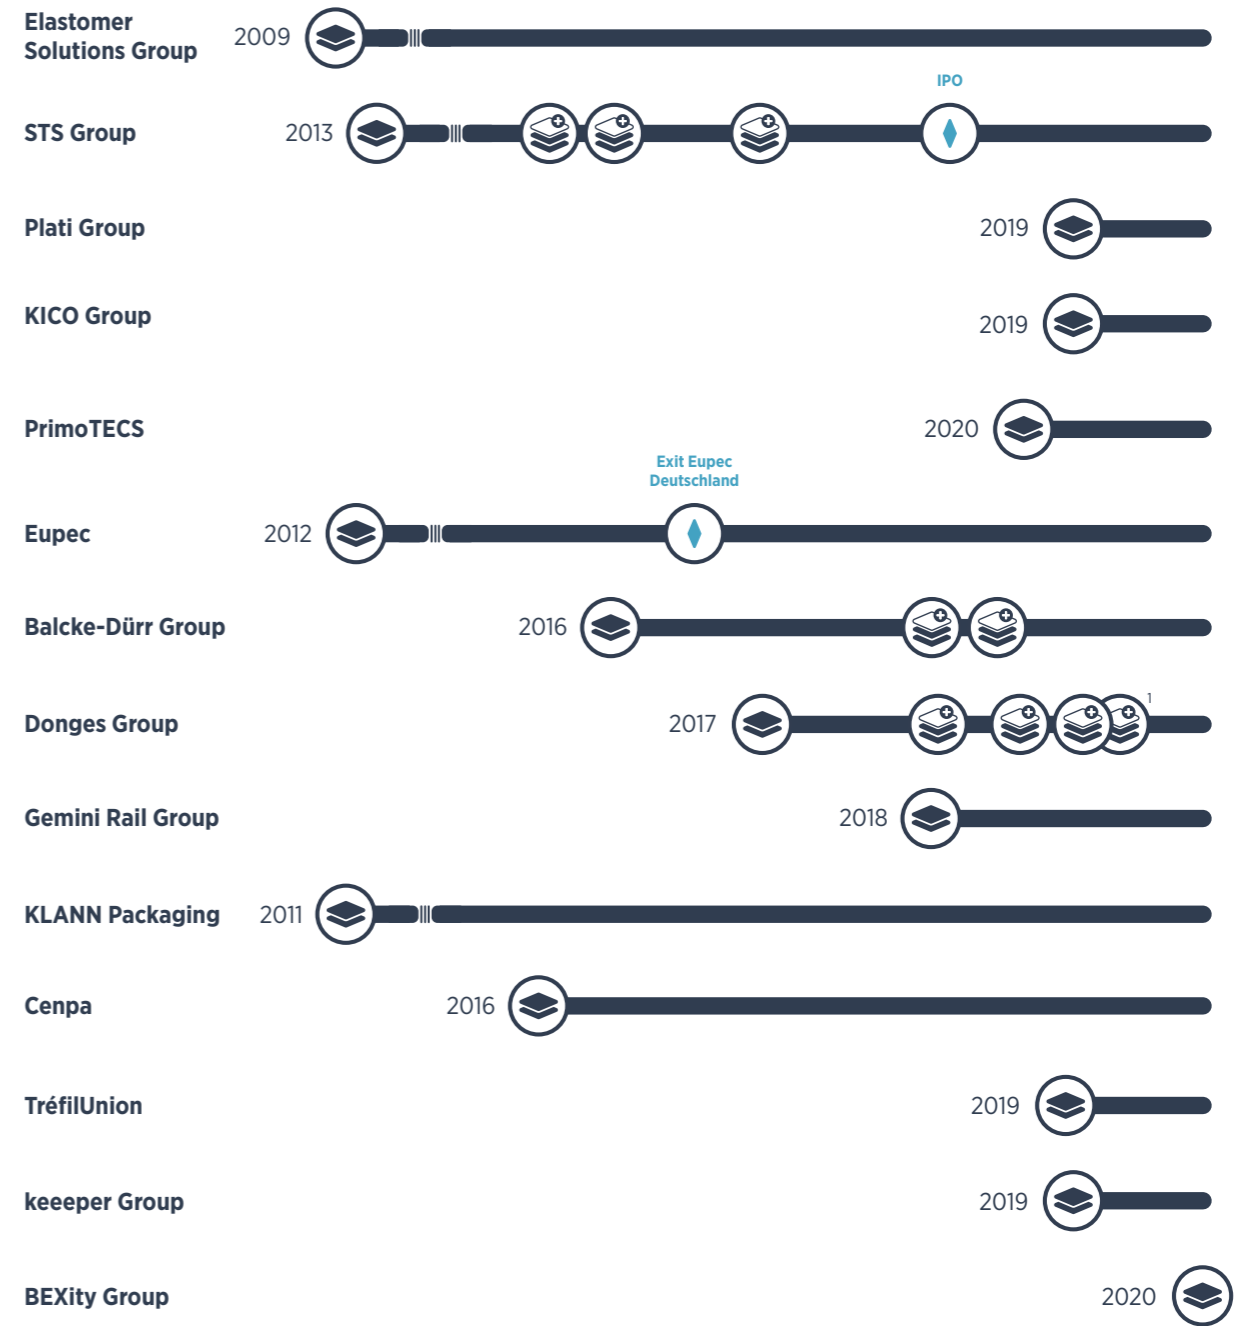 Elastomer
Solutions Group
2009
IPO
STS Group
2013
Plati Group
2019
KICO Group
2019
PrimoTECS
2020
Exit Eupec
Deutschland
Eupec
2012
Balcke-Dürr Group
2016
Donges Group
2017
1
Gemini Rail Group
2018
KLANN Packaging
2011
Cenpa
2016
TréfilUnion
2019
keeeper Group
2019
BEXity Group
2020